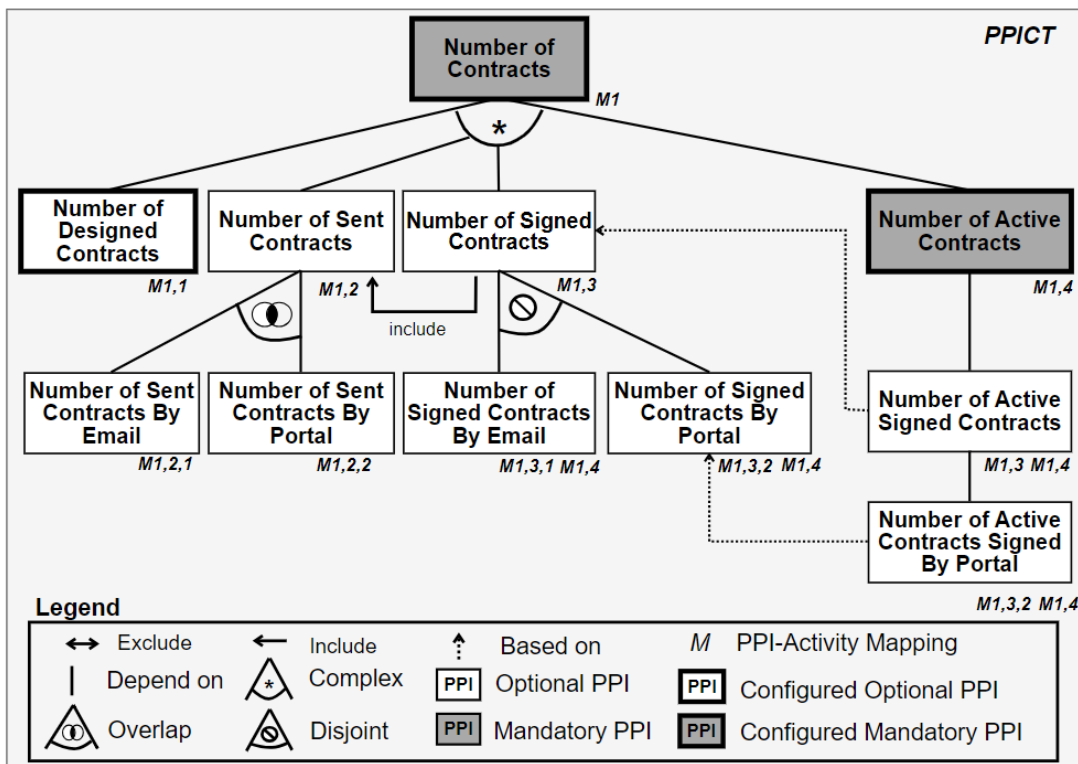 PPICT
Number of
Contracts
M1
*
Number of
Designed
Contracts
M1,1
Number of Sent
Contracts
M1,2
Number of Signed
Contracts
M1,3
Number of Active
Contracts
M1,4
include
Number of Sent
Contracts By
Email
M1,2,1
Number of Sent
Contracts By
Portal
M1,2,2
Number of
Signed Contracts
By Email
M1,3,1 M1,4
Number of Signed
Contracts By
Portal
M1,3,2 M1,4
Number of Active
Signed Contracts
M1,3 M1,4
Number of Active
Contracts Signed
By Portal
M1,3,2 M1,4
Legend
Exclude
Include
Based on
M PPI-Activity Mapping
Depend on
* Complex
PPI Optional PPI
PPI Configured Optional PPI
Overlap
Disjoint
PPI Mandatory PPI
PPI Configured Mandatory PPI